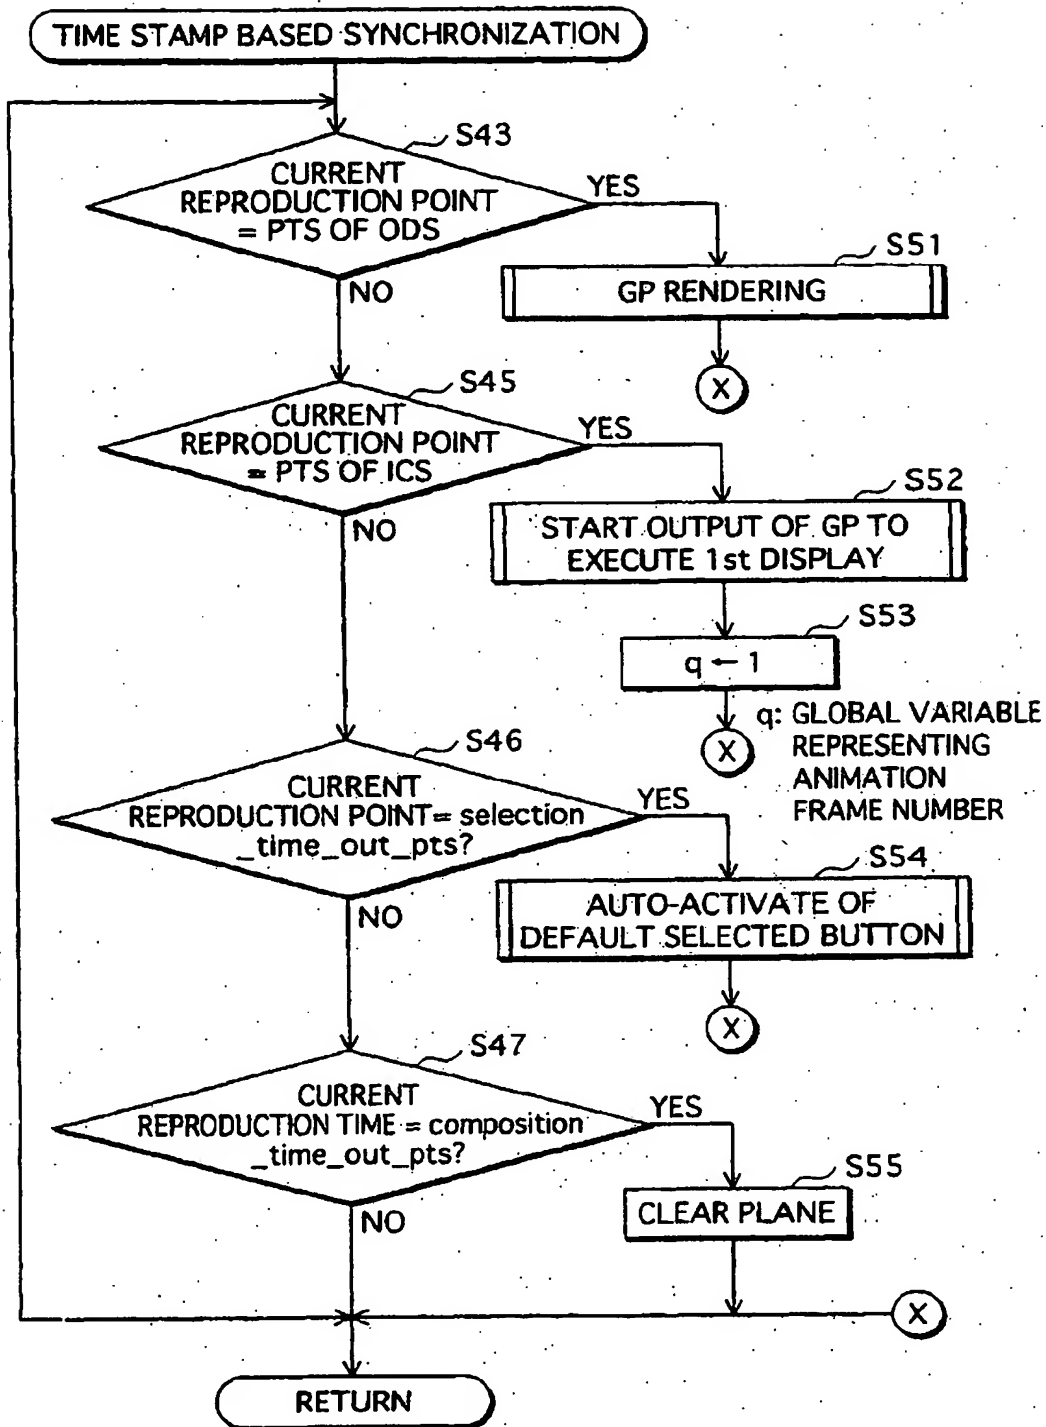 TIME STAMP BASED SYNCHRONIZATION
S43
CURRENT
REPRODUCTION POINT
= PTS OF ODS
YES
NO
S51
GP RENDERING
X
S45
CURRENT
REPRODUCTION POINT
= PTS OF ICS
YES
NO
S52
START OUTPUT OF GP TO
EXECUTE 1st DISPLAY
S53
q ← 1
X
q: GLOBAL VARIABLE
REPRESENTING
ANIMATION
FRAME NUMBER
S46
CURRENT
REPRODUCTION POINT= selection
_time_out_pts?
YES
NO
S54
AUTO-ACTIVATE OF
DEFAULT SELECTED BUTTON
X
S47
CURRENT
REPRODUCTION TIME = composition
_time_out_pts?
YES
NO
S55
CLEAR PLANE
X
RETURN